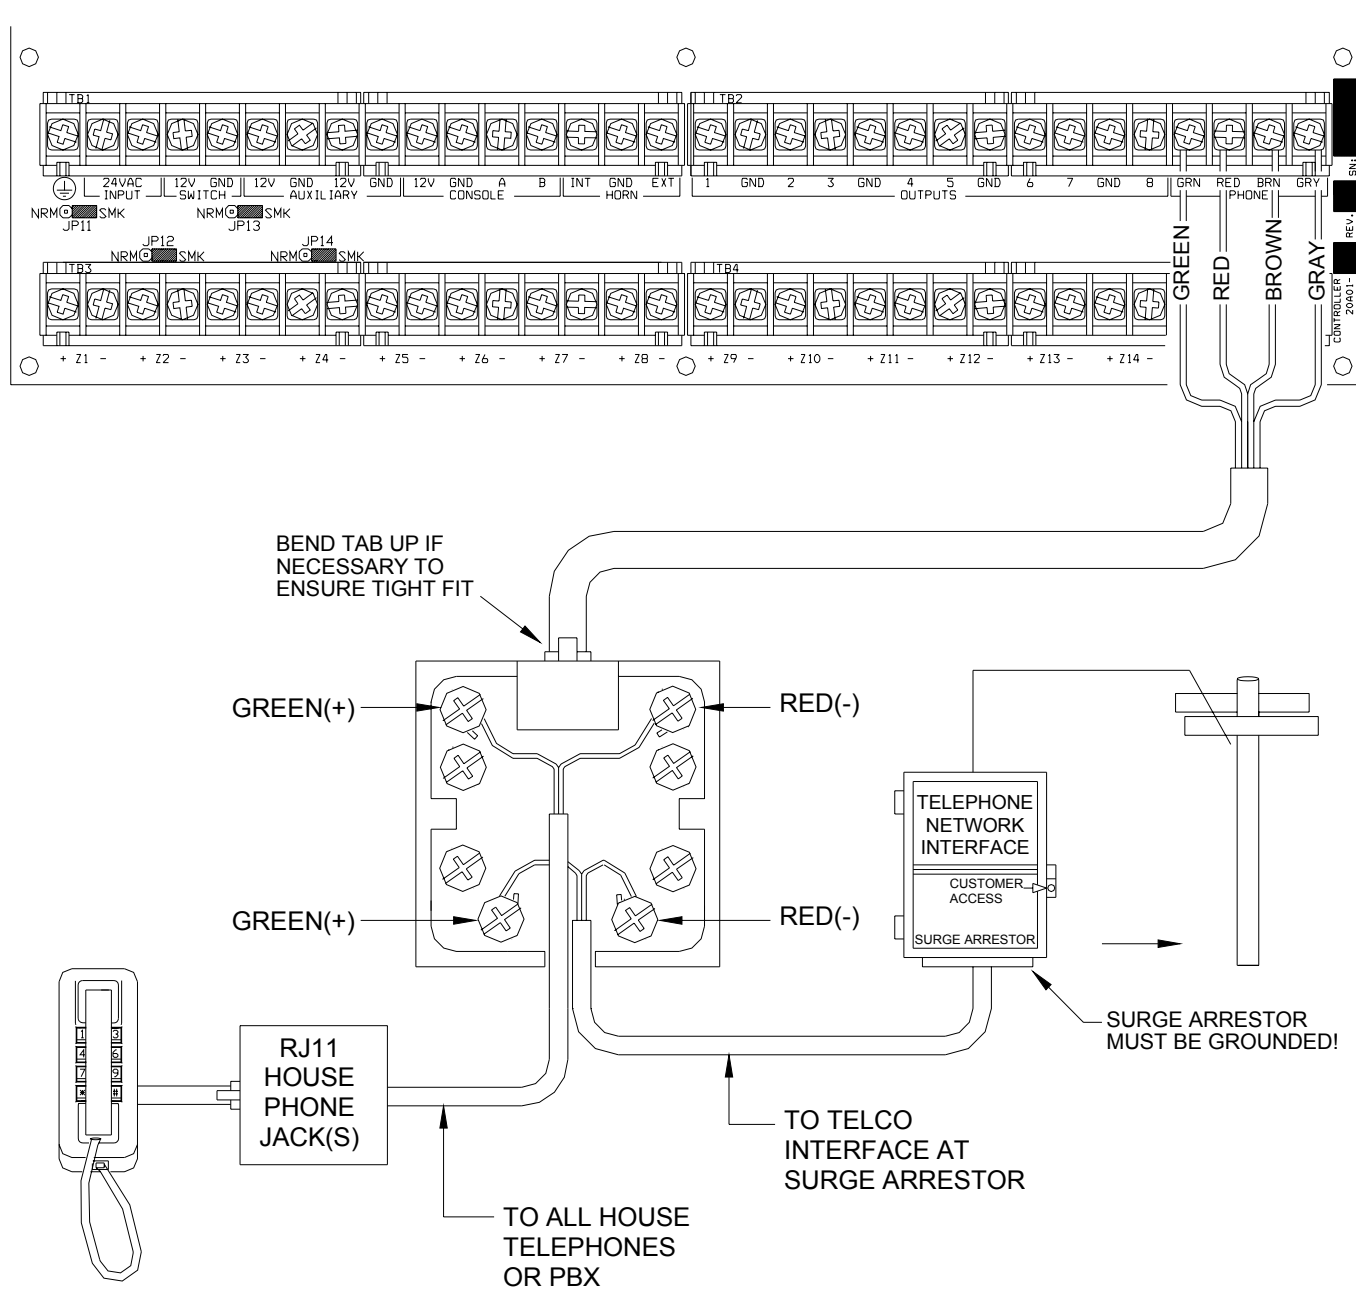 TB1
TB2
24VAC 12V GND 12V GND 12V GND 12V GND A B INT GND EXT 1 GND 2 3 GND 4 5 GND 6 7 GND 8 GRN RED BRN GRY
INPUT SWITCH AUXILIARY CONSOLE HORN OUTPUTS PHONE
NRM SMK
JP11
NRM SMK
JP13
JP12
NRM SMK
JP14
NRM SMK
TB3
TB4
+ Z1 - + Z2 - + Z3 - + Z4 - + Z5 - + Z6 - + Z7 - + Z8 - + Z9 - + Z10 - + Z11 - + Z12 - + Z13 - + Z14 -
GREEN
RED
BROWN
GRAY
SN:
REV.
CONTROLLER
20A01-
BEND TAB UP IF
NECESSARY TO
ENSURE TIGHT FIT
GREEN(+)
RED(-)
GREEN(+)
RED(-)
TELEPHONE
NETWORK
INTERFACE
CUSTOMER
ACCESS
SURGE ARRESTOR
SURGE ARRESTOR
MUST BE GROUNDED!
1 3
4 6
7 9
* #
RJ11
HOUSE
PHONE
JACK(S)
TO TELCO
INTERFACE AT
SURGE ARRESTOR
TO ALL HOUSE
TELEPHONES
OR PBX